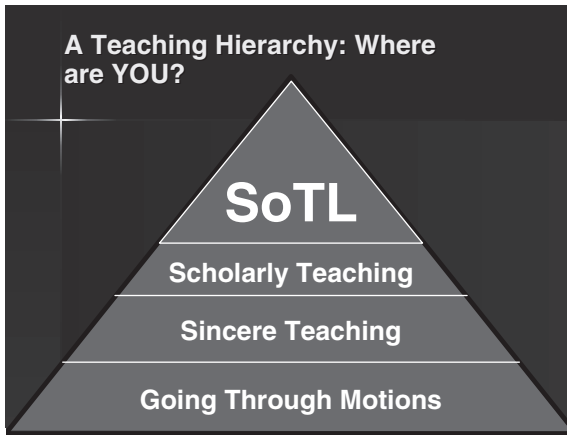 A Teaching Hierarchy: Where
are YOU?
SoTL
Scholarly Teaching
Sincere Teaching
Going Through Motions